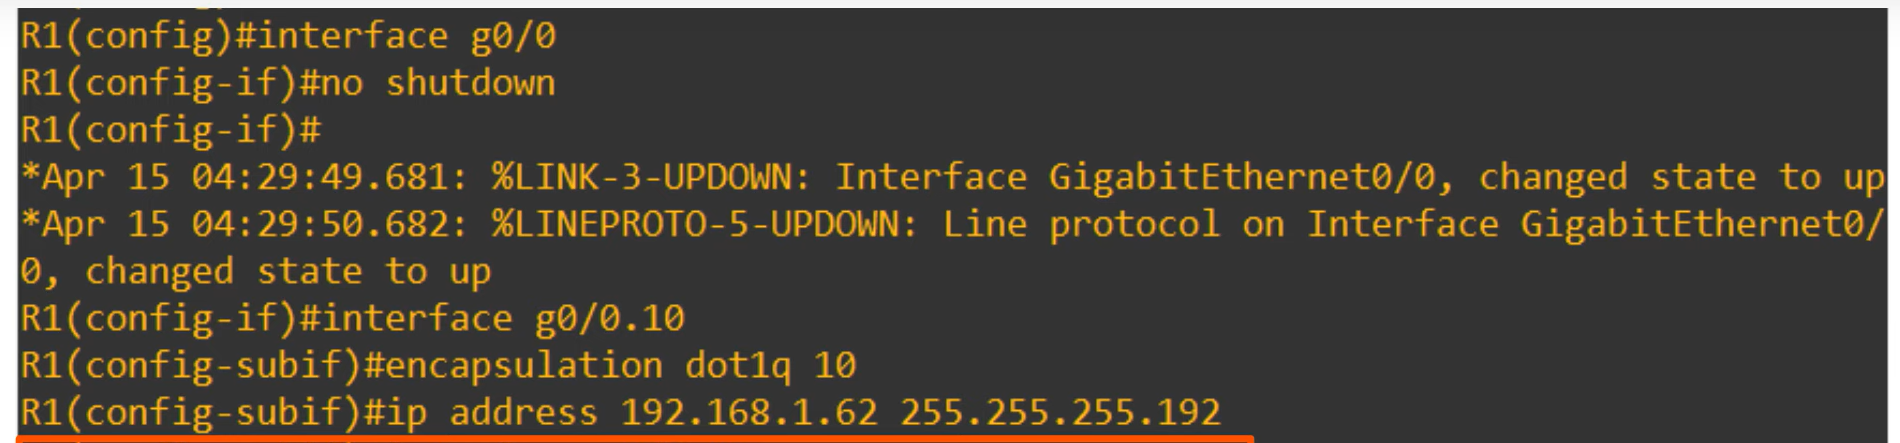 R1(config)#interface g0/0
R1(config-if)#no shutdown
R1(config-if)#
*Apr 15 04:29:49.681: %LINK-3-UPDOWN: Interface GigabitEthernet0/0, changed state to up
*Apr 15 04:29:50.682: %LINEPROTO-5-UPDOWN: Line protocol on Interface GigabitEthernet0/
0, changed state to up
R1(config-if)#interface g0/0.10
R1(config-subif)#encapsulation dot1q 10
R1(config-subif)#ip address 192.168.1.62 255.255.255.192